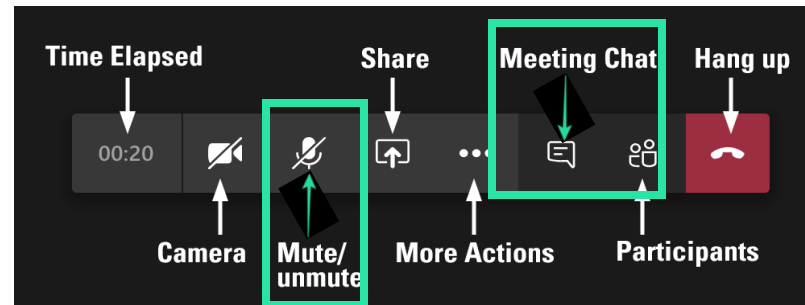 Time Elapsed
Share
Meeting Chat
Hang up
00:20
Camera
Mute/
unmute
More Actions
Participants